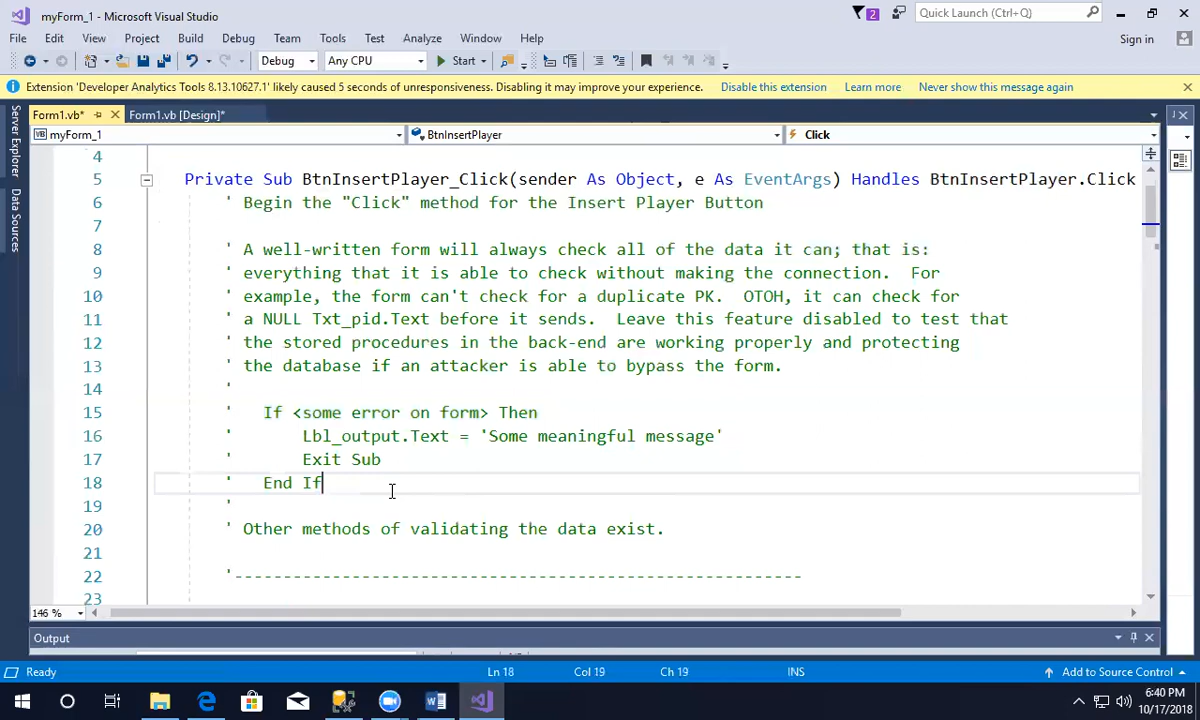 myForm_1 - Microsoft Visual Studio
2
Quick Launch (Ctrl+Q)
File Edit View Project Build Debug Team Tools Test Analyze Window Help
Sign in
Debug Any CPU Start
Extension 'Developer Analytics Tools 8.13.10627.1' likely caused 5 seconds of unresponsiveness. Disabling it may improve your experience. Disable this extension Learn more Never show this message again
Server Explorer
Data Sources
Form1.vb* Form1.vb [Design]*
VB myForm_1 BtnInsertPlayer Click
4
5 Private Sub BtnInsertPlayer_Click(sender As Object, e As EventArgs) Handles BtnInsertPlayer.Click
6 ' Begin the "Click" method for the Insert Player Button
7
8 ' A well-written form will always check all of the data it can; that is:
9 ' everything that it is able to check without making the connection.  For
10 ' example, the form can't check for a duplicate PK.  OTOH, it can check for
11 ' a NULL Txt_pid.Text before it sends.  Leave this feature disabled to test that
12 ' the stored procedures in the back-end are working properly and protecting
13 ' the database if an attacker is able to bypass the form.
14 '
15 '   If <some error on form> Then
16 '       Lbl_output.Text = 'Some meaningful message'
17 '       Exit Sub
18 '   End If
19 '
20 ' Other methods of validating the data exist.
21
22 '----------------------------------------------------------
23
146 %
Output
Ready Ln 18 Col 19 Ch 19 INS Add to Source Control
6:40 PM
10/17/2018